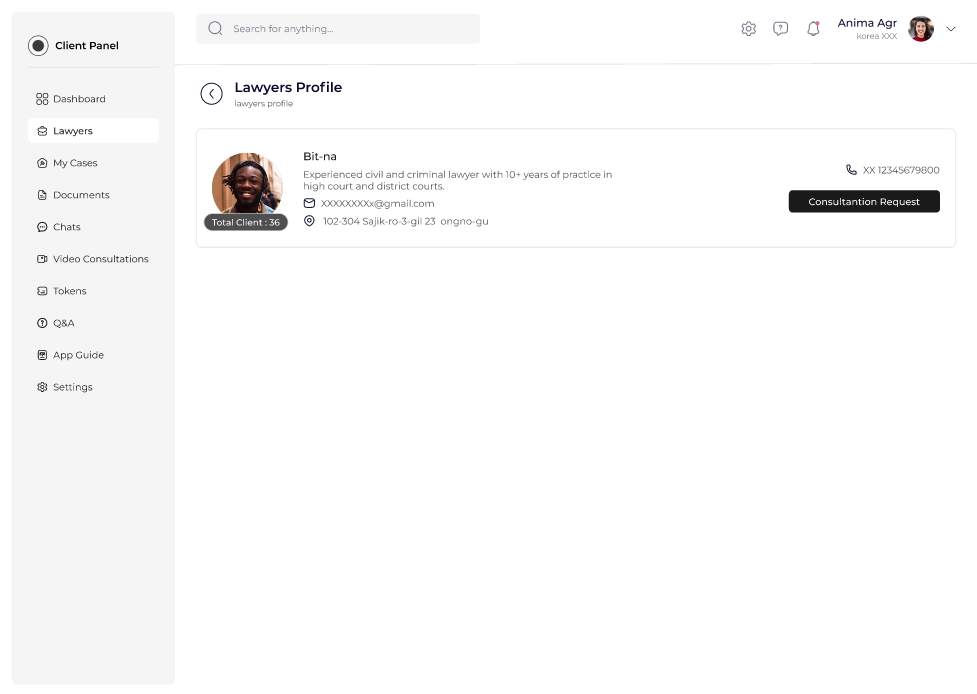 Client Panel
Search for anything...
Anima Agr
korea XXX
Dashboard
Lawyers
My Cases
Documents
Chats
Video Consultations
Tokens
Q&A
App Guide
Settings
Lawyers Profile
lawyers profile
Bit-na
Experienced civil and criminal lawyer with 10+ years of practice in
high court and district courts.
XXXXXXXXx@gmail.com
102-304 Sajik-ro-3-gil 23 ongno-gu
Total Client : 36
XX 12345679800
Consultantion Request